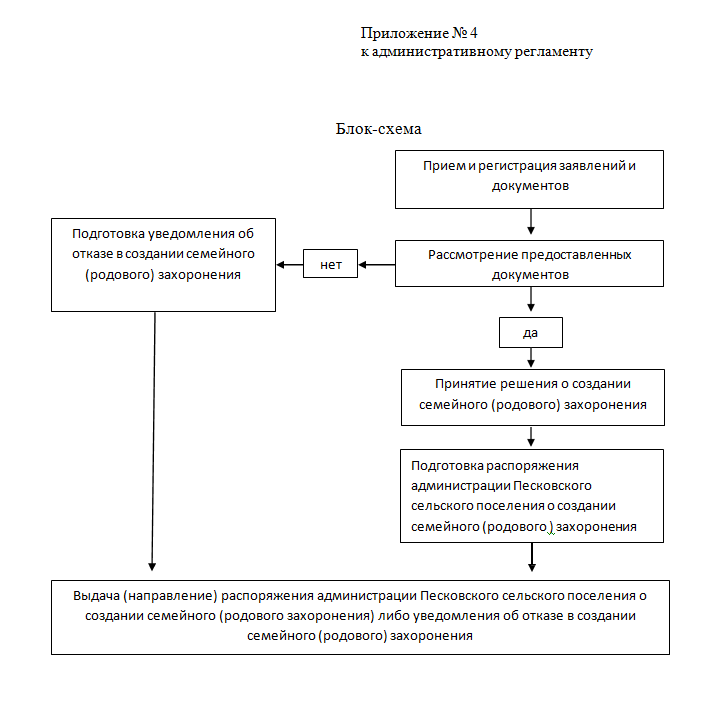 Приложение № 4
к административному регламенту
Блок-схема
Прием и регистрация заявлений и
документов
Подготовка уведомления об
отказе в создании семейного
(родового) захоронения
нет
Рассмотрение предоставленных
документов
да
Принятие решения о создании
семейного (родового) захоронения
Подготовка распоряжения
администрации Песковского
сельского поселения о создании
семейного (родового ) захоронения
Выдача (направление) распоряжения администрации Песковского сельского поселения о
создании семейного (родового захоронения) либо уведомления об отказе в создании
семейного (родового) захоронения